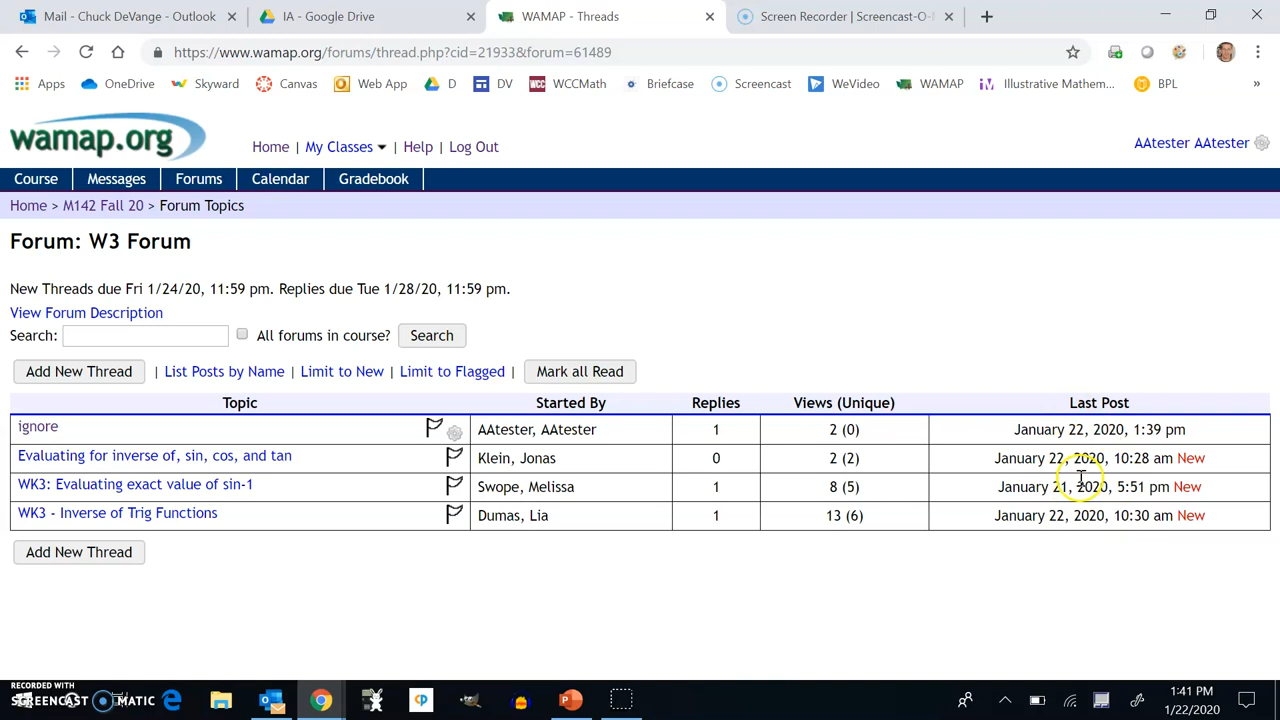 Mail - Chuck DeVange - Outlook
IA - Google Drive
WAMAP - Threads
Screen Recorder | Screencast-O-
https://www.wamap.org/forums/thread.php?cid=21933&forum=61489
Apps OneDrive Skyward Canvas Web App D DV WCC WCCMath Briefcase Screencast WeVideo WAMAP Illustrative Mathem... BPL »
wamap.org
Home | My Classes | Help | Log Out
AAtester AAtester
Course Messages Forums Calendar Gradebook
Home > M142 Fall 20 > Forum Topics
Forum: W3 Forum
New Threads due Fri 1/24/20, 11:59 pm. Replies due Tue 1/28/20, 11:59 pm.
View Forum Description
Search: All forums in course? Search
Add New Thread | List Posts by Name | Limit to New | Limit to Flagged | Mark all Read
Topic Started By Replies Views (Unique) Last Post
ignore AAtester, AAtester 1 2 (0) January 22, 2020, 1:39 pm
Evaluating for inverse of, sin, cos, and tan Klein, Jonas 0 2 (2) January 22, 2020, 10:28 am New
WK3: Evaluating exact value of sin-1 Swope, Melissa 1 8 (5) January 21, 2020, 5:51 pm New
WK3 - Inverse of Trig Functions Dumas, Lia 1 13 (6) January 22, 2020, 10:30 am New
Add New Thread
RECORDED WITH
SCREENCAST MATIC
1:41 PM
1/22/2020